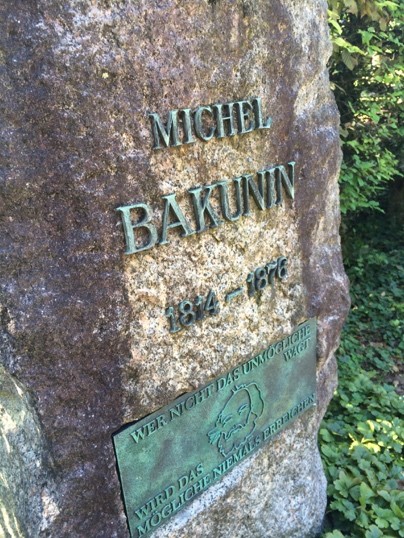 MICHEL
BAKUNIN
1814 – 1876
WER NICHT DAS UNMÖGLICHE
WAGT
WIRD DAS
MÖGLICHE NIEMALS ERREICHEN